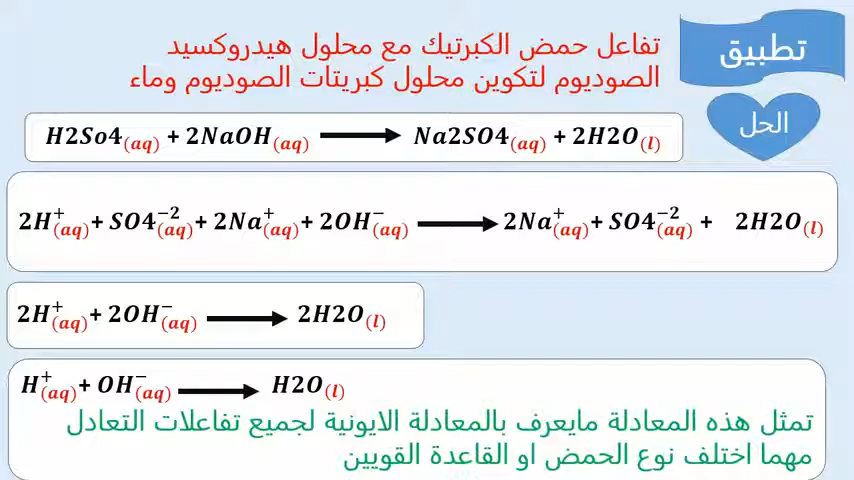 تطبيق
تفاعل حمض الكبرتيك مع محلول هيدروكسيد
الصوديوم لتكوين محلول كبريتات الصوديوم وماء
الحل
H2So4(aq) + 2NaOH(aq) ⟶ Na2SO4(aq) + 2H2O(l)
2H⁺(aq) + SO4⁻²(aq) + 2Na⁺(aq) + 2OH⁻(aq) ⟶ 2Na⁺(aq) + SO4⁻²(aq) + 2H2O(l)
2H⁺(aq) + 2OH⁻(aq) ⟶ 2H2O(l)
H⁺(aq) + OH⁻(aq) ⟶ H2O(l)
تمثل هذه المعادلة مايعرف بالمعادلة الايونية لجميع تفاعلات التعادل
مهما اختلف نوع الحمض او القاعدة القويين